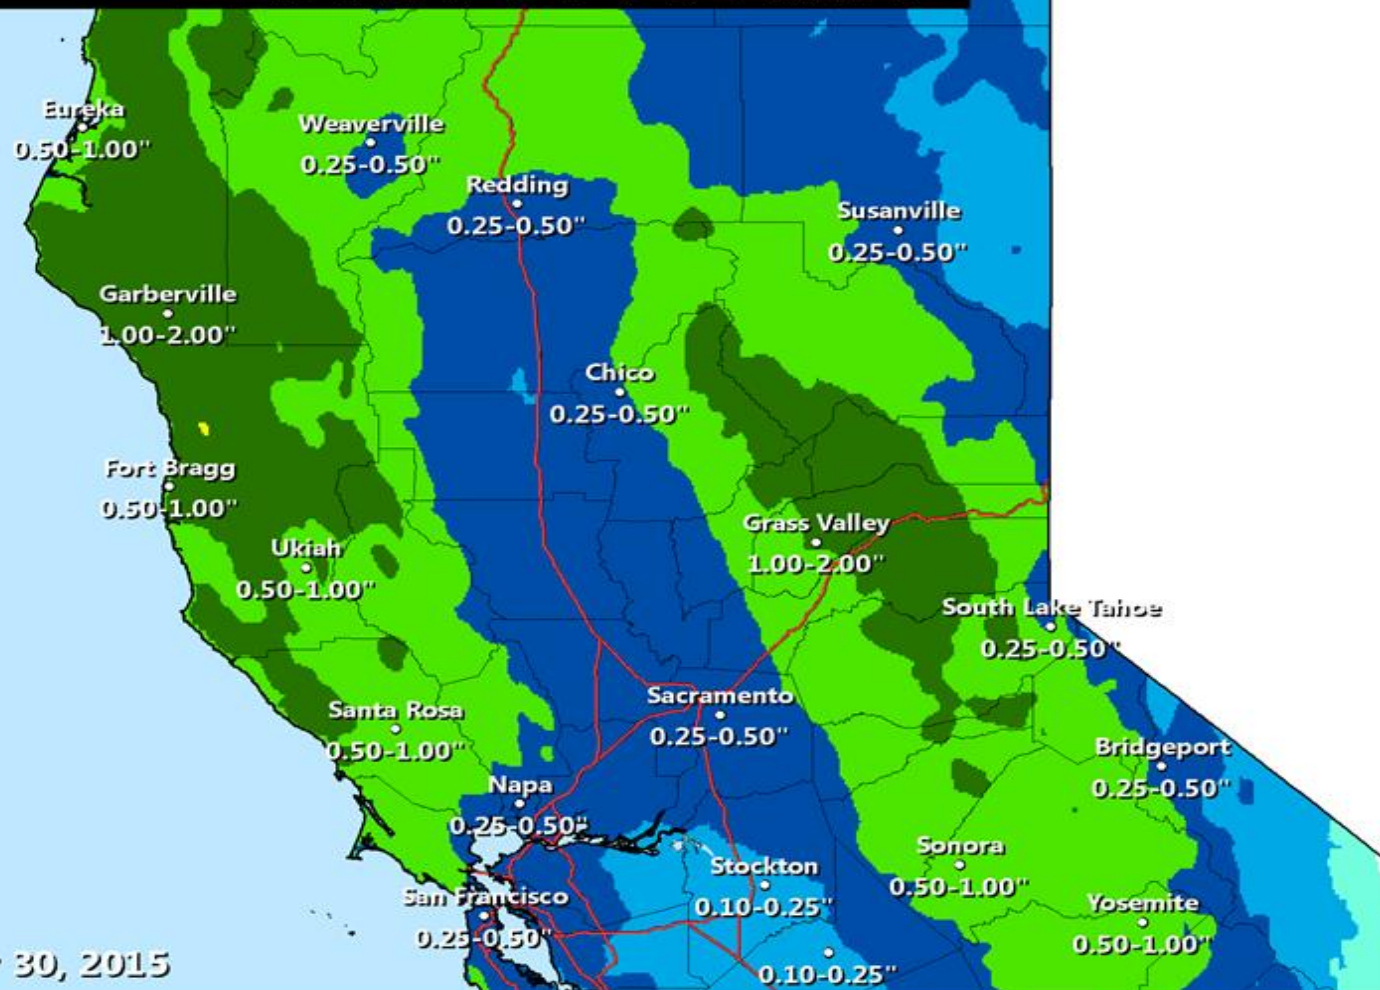 Eureka
0.50-1.00"
Weaverville
0.25-0.50"
Redding
0.25-0.50"
Susanville
0.25-0.50"
Garberville
1.00-2.00"
Chico
0.25-0.50"
Fort Bragg
0.50-1.00"
Grass Valley
1.00-2.00"
Ukiah
0.50-1.00"
South Lake Tahoe
0.25-0.50"
Sacramento
0.25-0.50"
Santa Rosa
0.50-1.00"
Bridgeport
0.25-0.50"
Napa
0.25-0.50"
Sonora
0.50-1.00"
Stockton
0.10-0.25"
San Francisco
0.25-0.50"
Yosemite
0.50-1.00"
0.10-0.25"
30, 2015